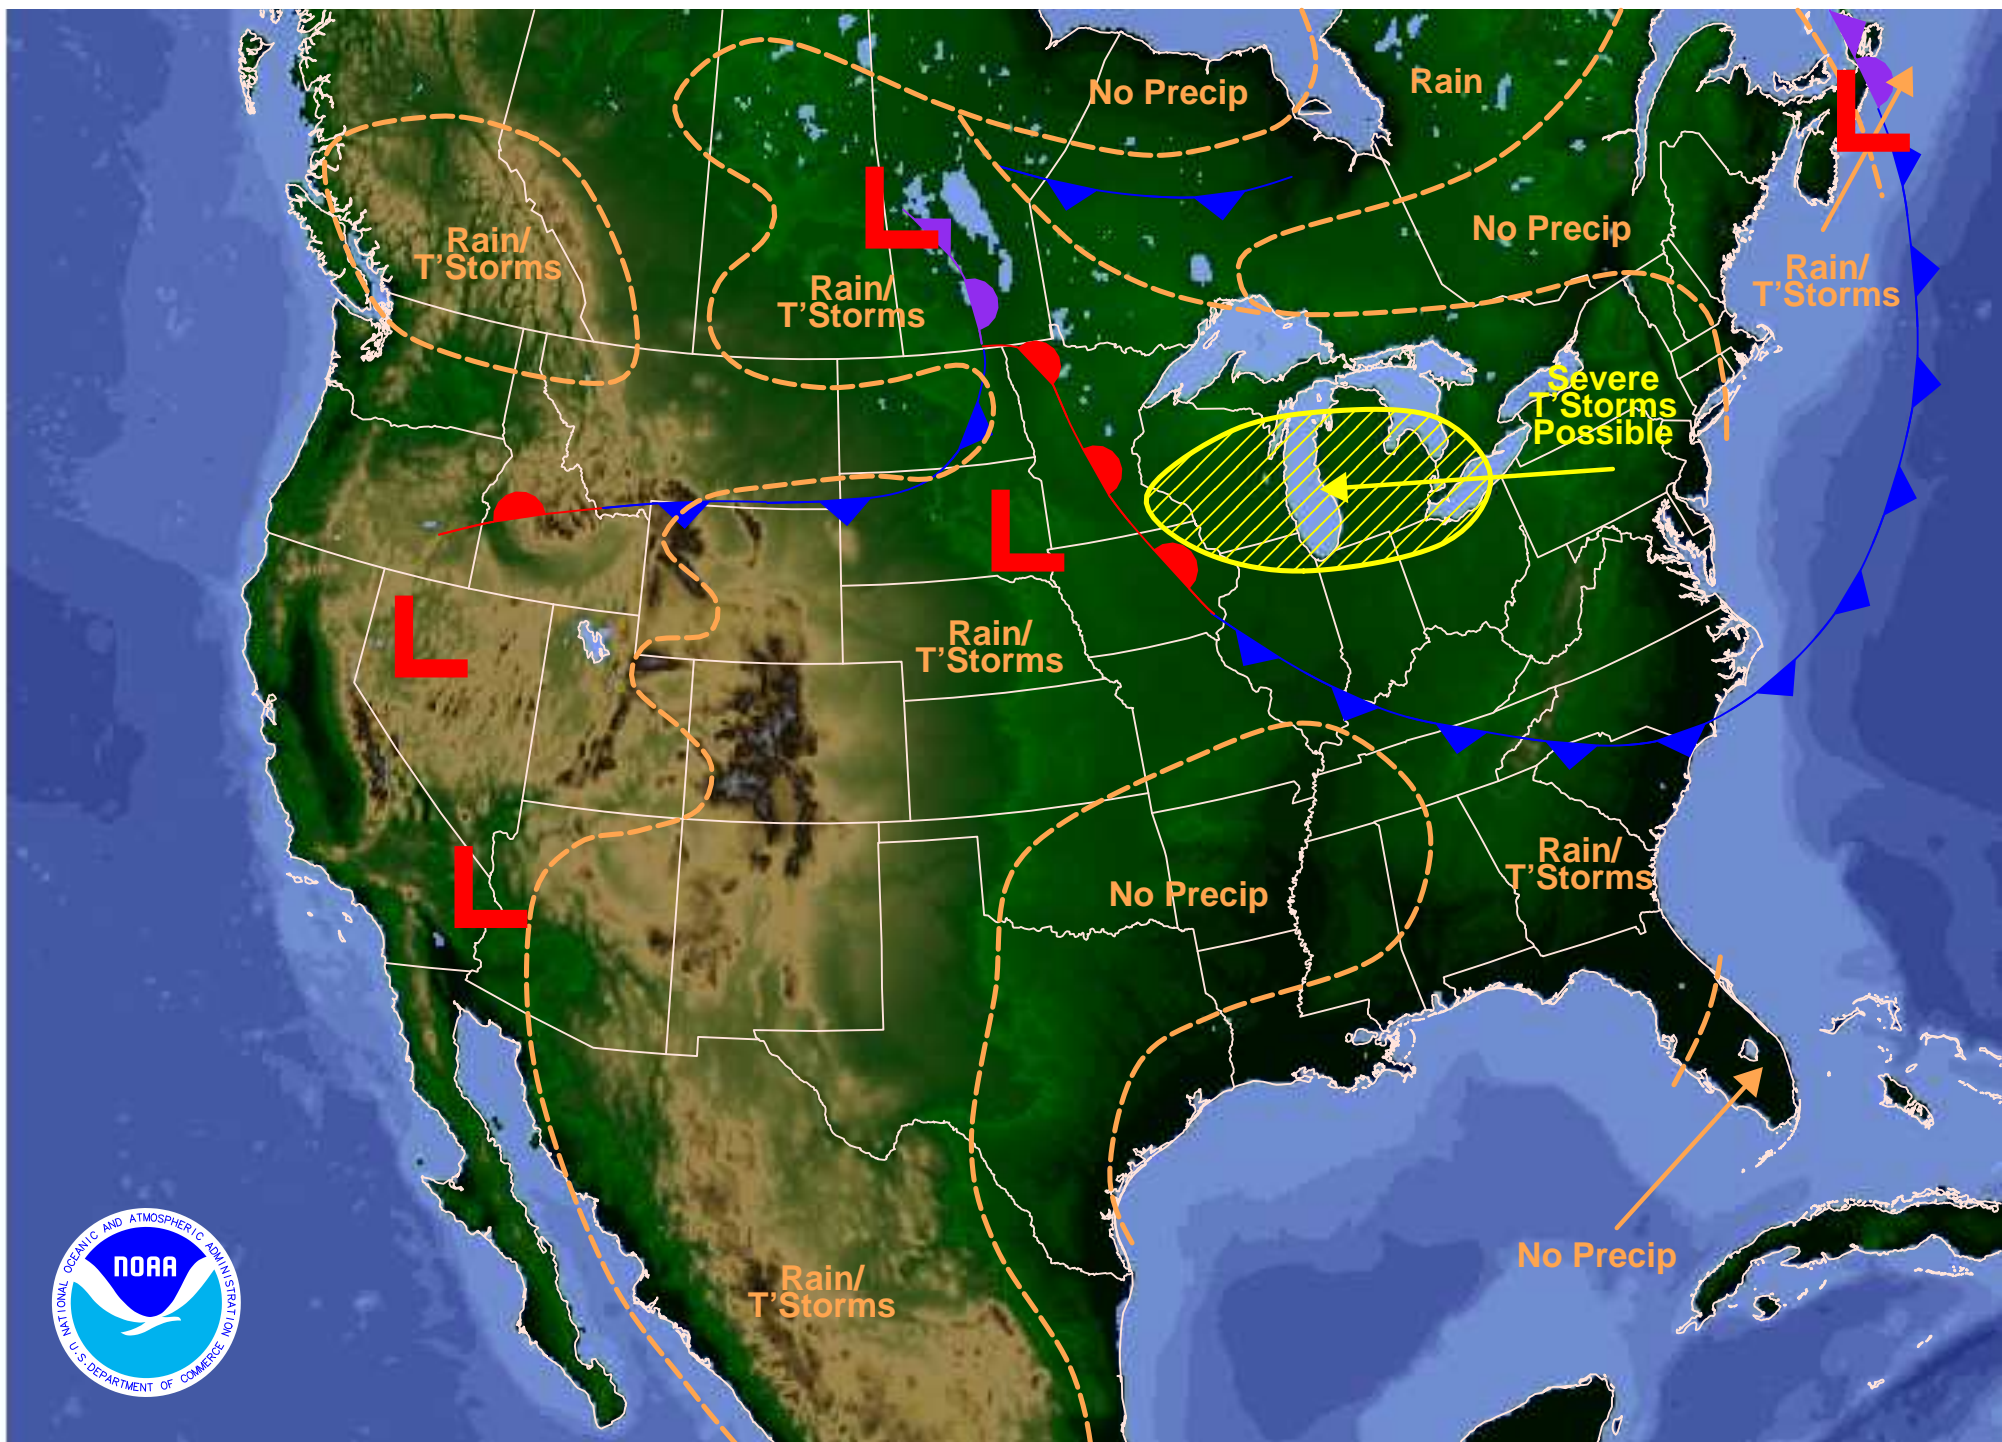 No Precip
Rain
Rain/
T'Storms
No Precip
Rain/
T'Storms
Rain/
T'Storms
Severe
T'Storms
Possible
Rain/
T'Storms
L
L
L
L
L
Rain/
T'Storms
No Precip
No Precip
Rain/
T'Storms
NATIONAL OCEANIC AND ATMOSPHERIC ADMINISTRATION
NOAA
U.S. DEPARTMENT OF COMMERCE